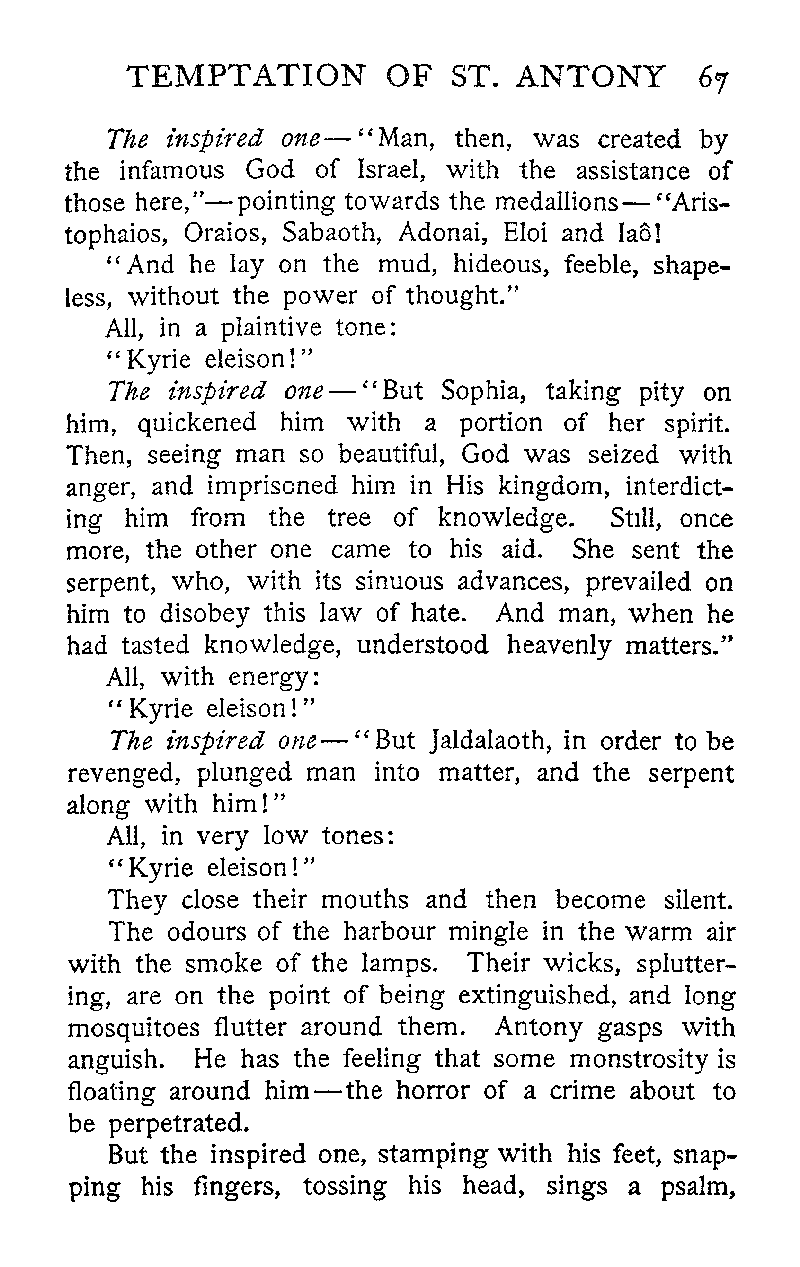 TEMPTATION OF ST. ANTONY 67
The inspired one—"Man, then, was created by
the infamous God of Israel, with the assistance of
those here,"—pointing towards the medallions—"Aris-
tophaios, Oraios, Sabaoth, Adonai, Eloi and Iaô!
"And he lay on the mud, hideous, feeble, shape-
less, without the power of thought."
All, in a plaintive tone:
"Kyrie eleison!"
The inspired one—"But Sophia, taking pity on
him, quickened him with a portion of her spirit.
Then, seeing man so beautiful, God was seized with
anger, and imprisoned him in His kingdom, interdict-
ing him from the tree of knowledge. Still, once
more, the other one came to his aid. She sent the
serpent, who, with its sinuous advances, prevailed on
him to disobey this law of hate. And man, when he
had tasted knowledge, understood heavenly matters."
All, with energy:
"Kyrie eleison!"
The inspired one—"But Jaldalaoth, in order to be
revenged, plunged man into matter, and the serpent
along with him!"
All, in very low tones:
"Kyrie eleison!"
They close their mouths and then become silent.
The odours of the harbour mingle in the warm air
with the smoke of the lamps. Their wicks, splutter-
ing, are on the point of being extinguished, and long
mosquitoes flutter around them. Antony gasps with
anguish. He has the feeling that some monstrosity is
floating around him—the horror of a crime about to
be perpetrated.
But the inspired one, stamping with his feet, snap-
ping his fingers, tossing his head, sings a psalm,